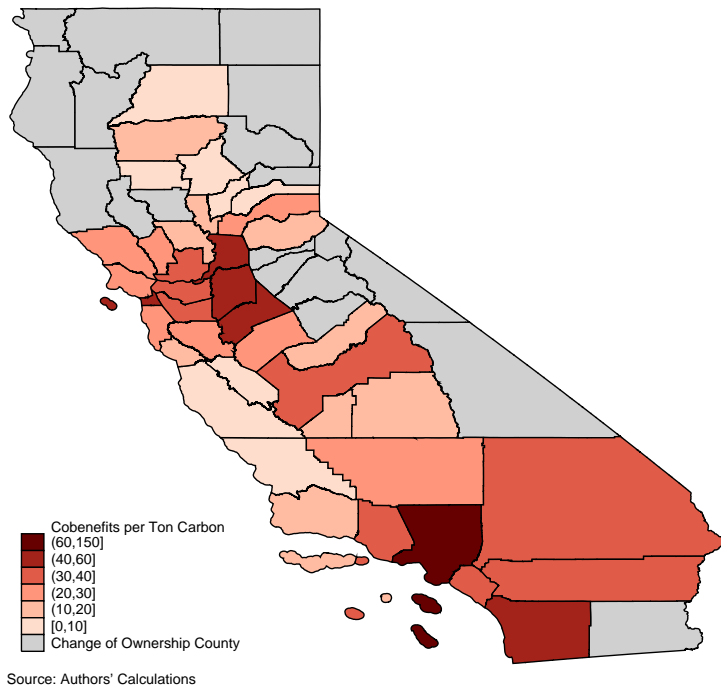 Cobenefits per Ton Carbon
(60,150]
(40,60]
(30,40]
(20,30]
(10,20]
[0,10]
Change of Ownership County
Source: Authors' Calculations